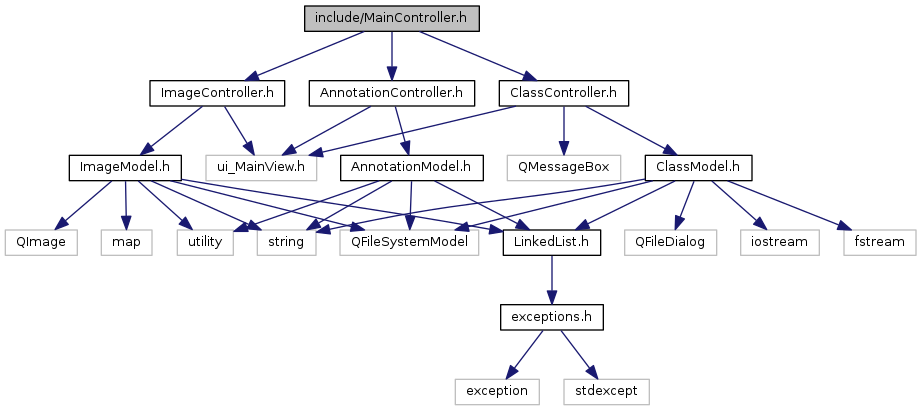 include/MainController.h
ImageController.h
AnnotationController.h
ClassController.h
ImageModel.h
ui_MainView.h
AnnotationModel.h
QMessageBox
ClassModel.h
QImage
map
utility
string
QFileSystemModel
LinkedList.h
QFileDialog
iostream
fstream
exceptions.h
exception
stdexcept